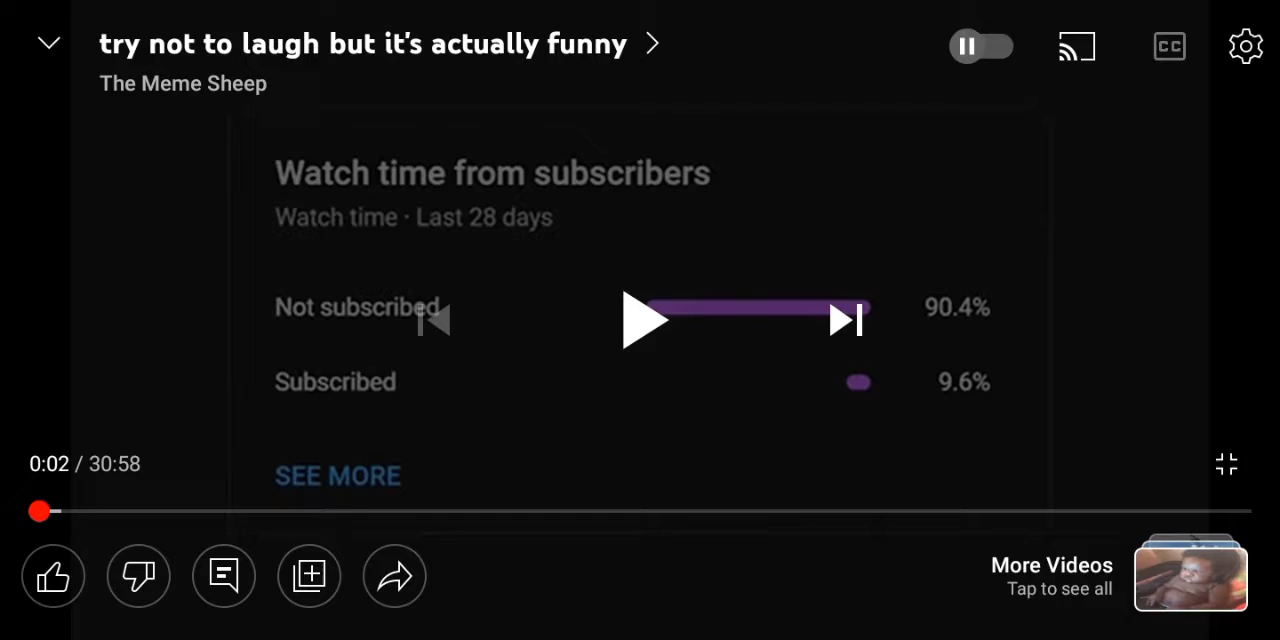 try not to laugh but it's actually funny
The Meme Sheep
CC
Watch time from subscribers
Watch time · Last 28 days
Not subscribed 90.4%
Subscribed 9.6%
SEE MORE
0:02 / 30:58
More Videos
Tap to see all